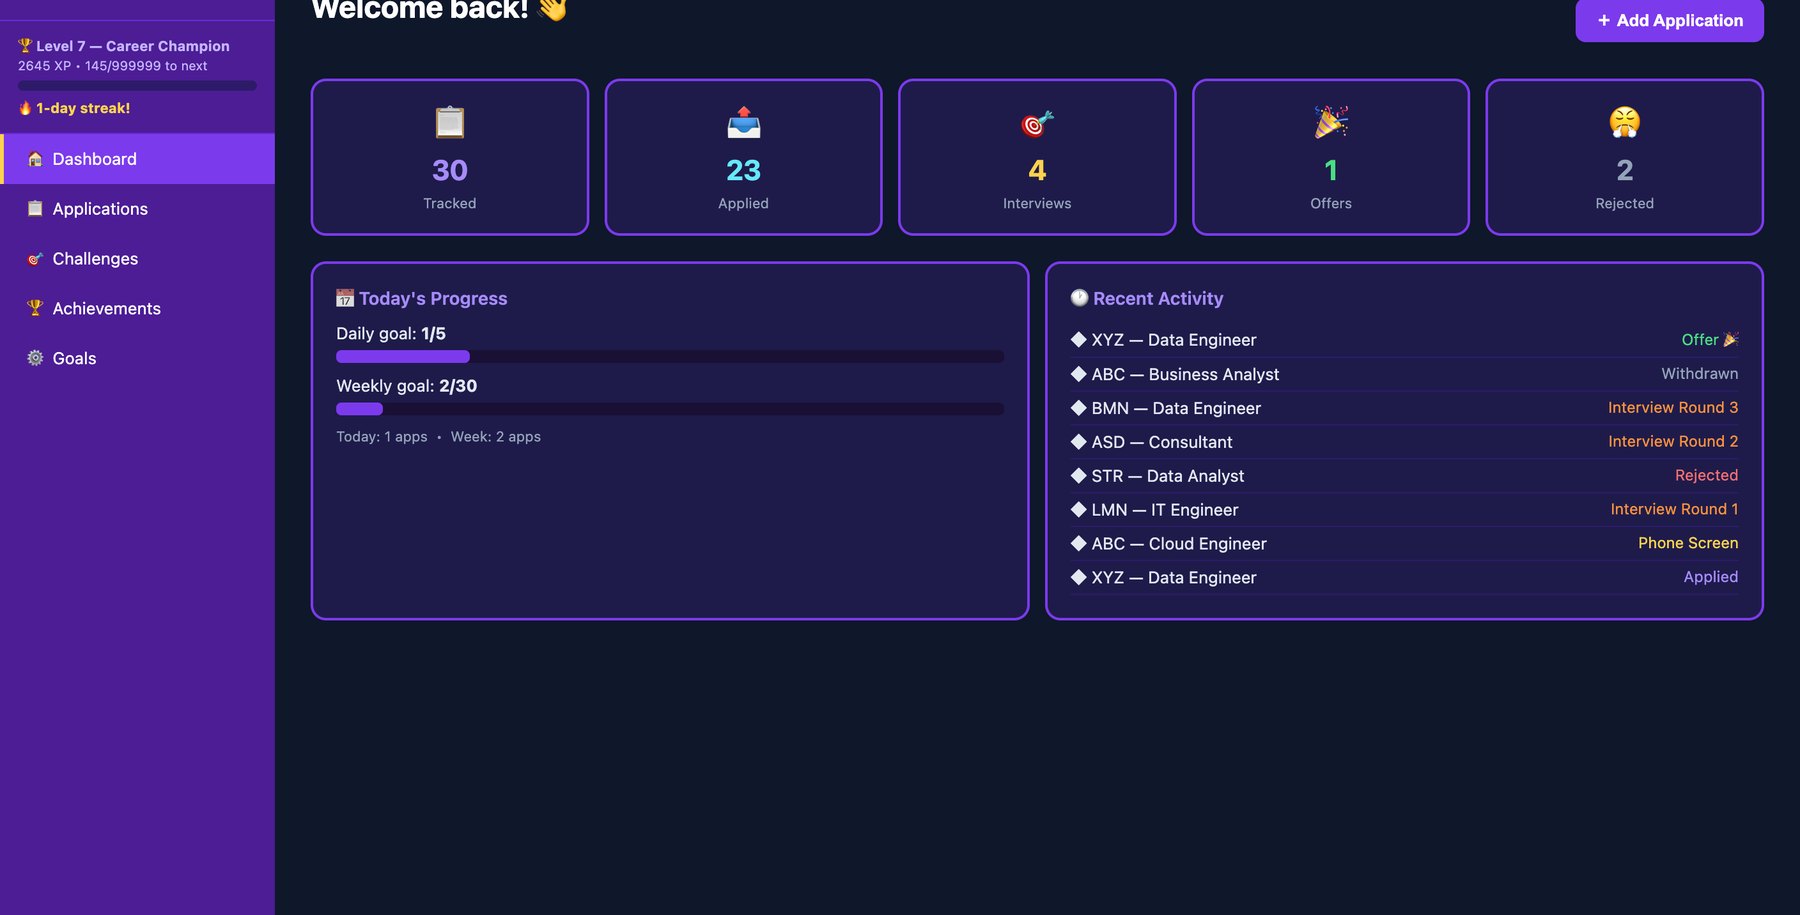 🏆 Level 7 — Career Champion
2645 XP • 145/999999 to next
🔥 1-day streak!
🏠 Dashboard
📋 Applications
🎯 Challenges
🏆 Achievements
⚙️ Goals
Welcome back! 👋
+ Add Application
30
Tracked
23
Applied
4
Interviews
1
Offers
2
Rejected
📅 Today's Progress
Daily goal: 1/5
Weekly goal: 2/30
Today: 1 apps • Week: 2 apps
🕐 Recent Activity
◆ XYZ — Data Engineer Offer 🎉
◆ ABC — Business Analyst Withdrawn
◆ BMN — Data Engineer Interview Round 3
◆ ASD — Consultant Interview Round 2
◆ STR — Data Analyst Rejected
◆ LMN — IT Engineer Interview Round 1
◆ ABC — Cloud Engineer Phone Screen
◆ XYZ — Data Engineer Applied